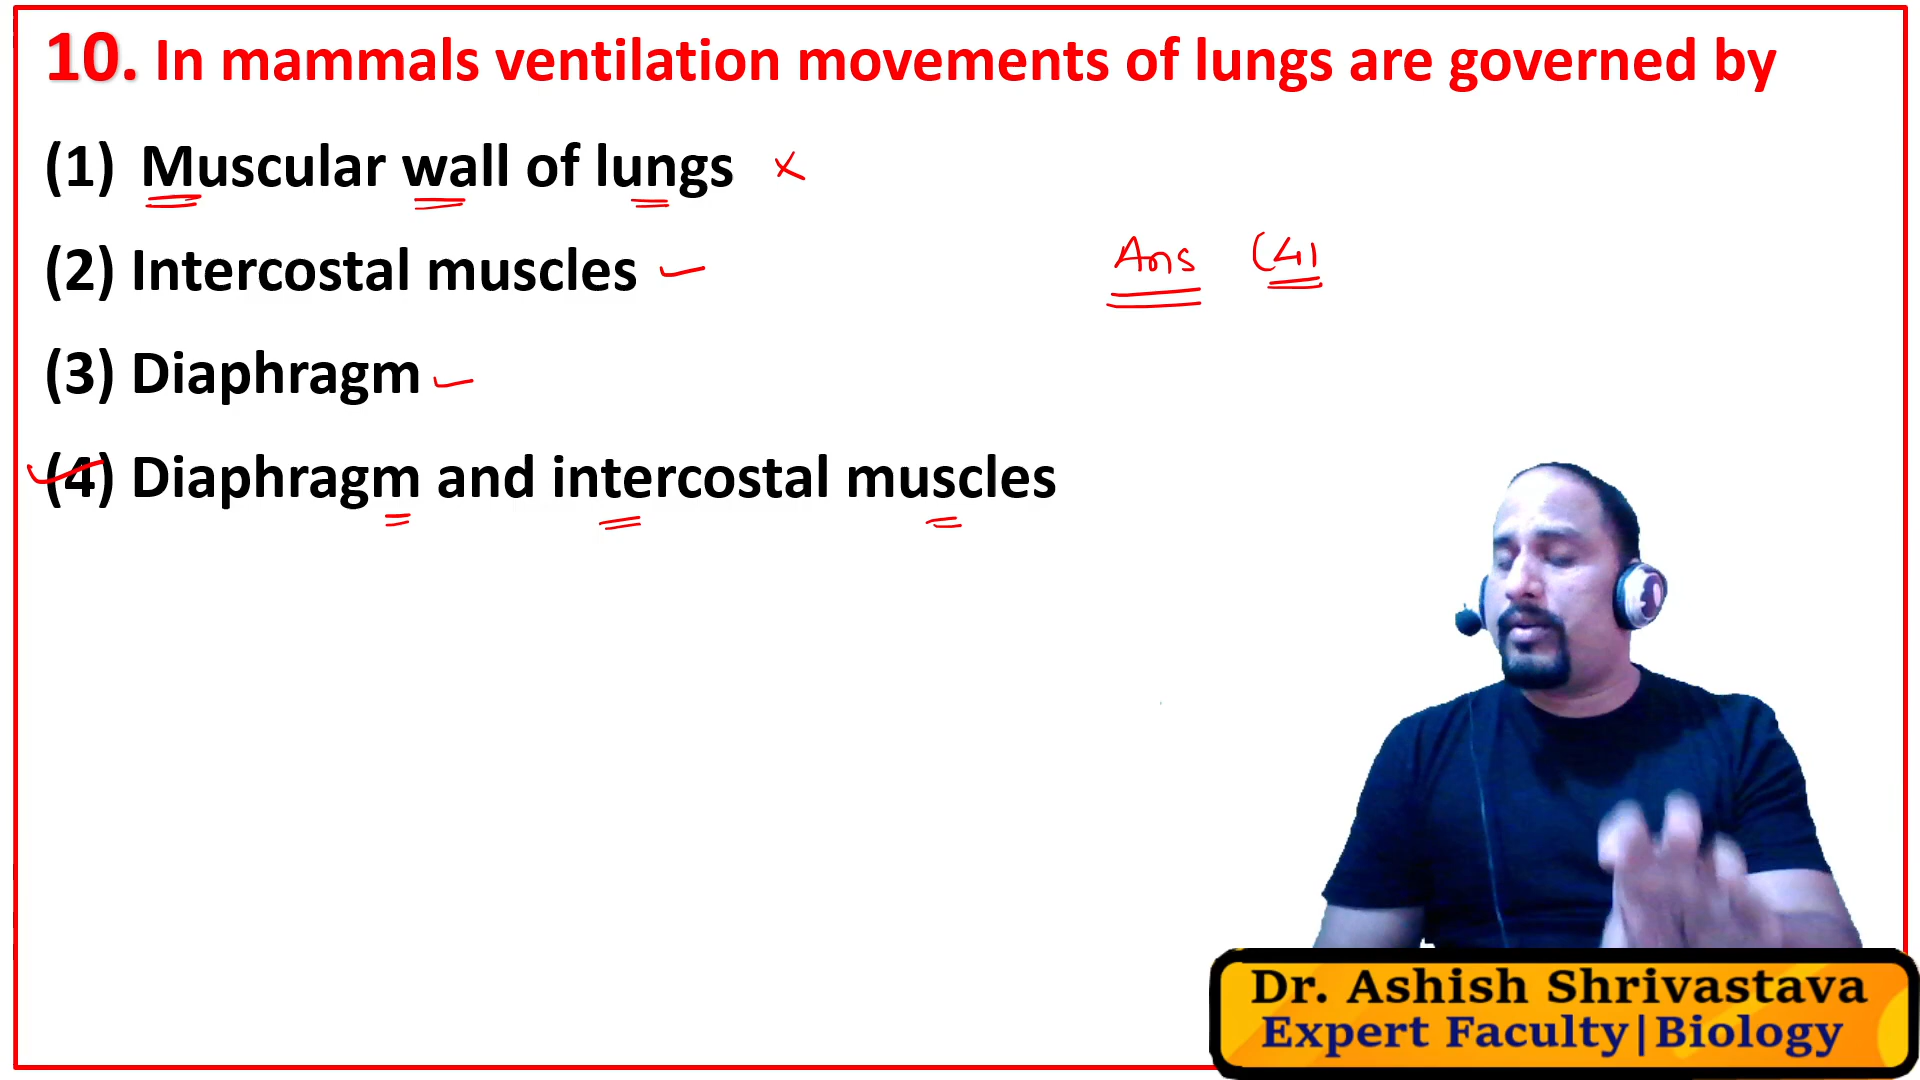 10. In mammals ventilation movements of lungs are governed by
(1) Muscular wall of lungs ×
(2) Intercostal muscles ✓
Ans (4)
(3) Diaphragm ✓
✓(4) Diaphragm and intercostal muscles
Dr. Ashish Shrivastava
Expert Faculty|Biology